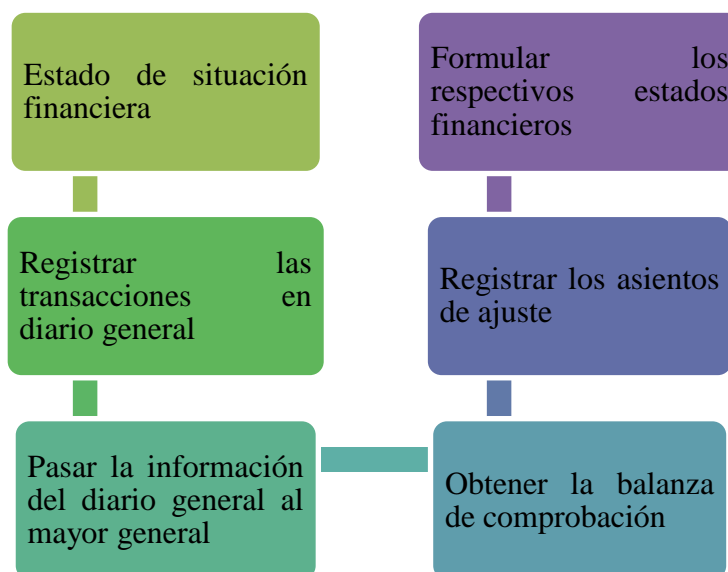 Estado de situación
financiera
Registrar las
transacciones en
diario general
Pasar la información
del diario general al
mayor general
Obtener la balanza
de comprobación
Registrar los asientos
de ajuste
Formular los
respectivos estados
financieros